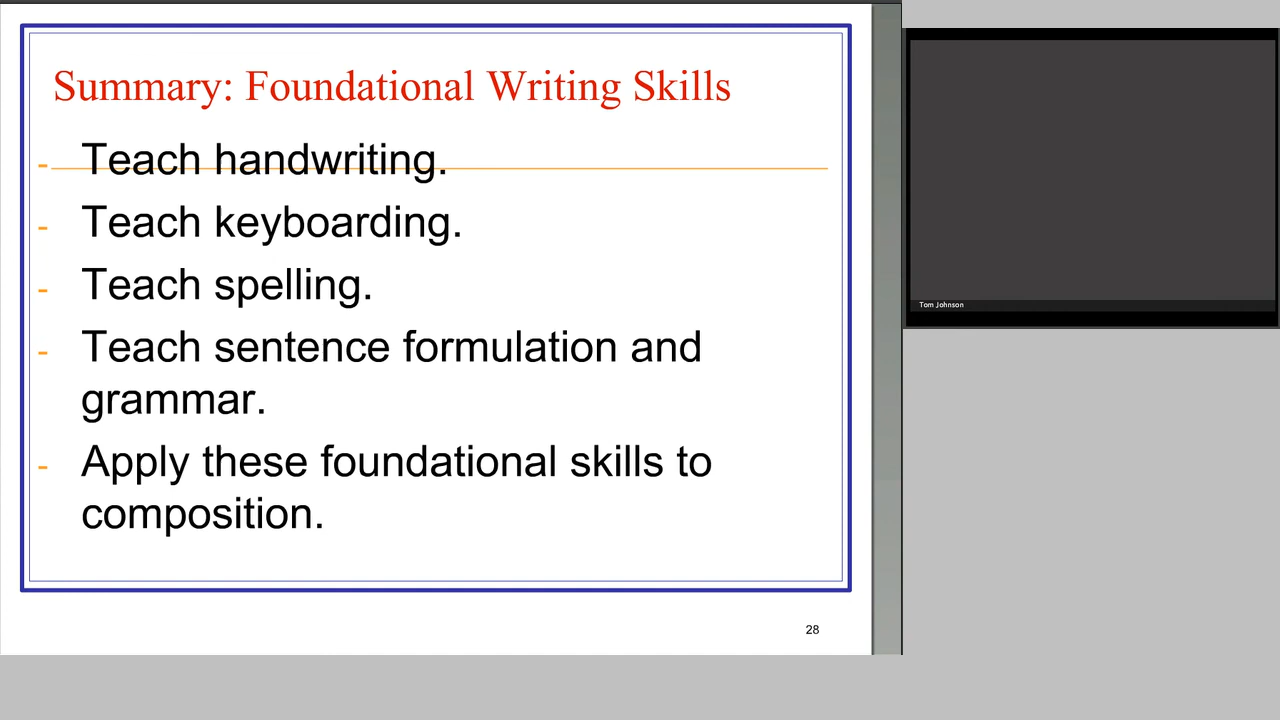 Summary: Foundational Writing Skills
- Teach handwriting.
- Teach keyboarding.
- Teach spelling.
- Teach sentence formulation and
grammar.
- Apply these foundational skills to
composition.
28
Tom Johnson